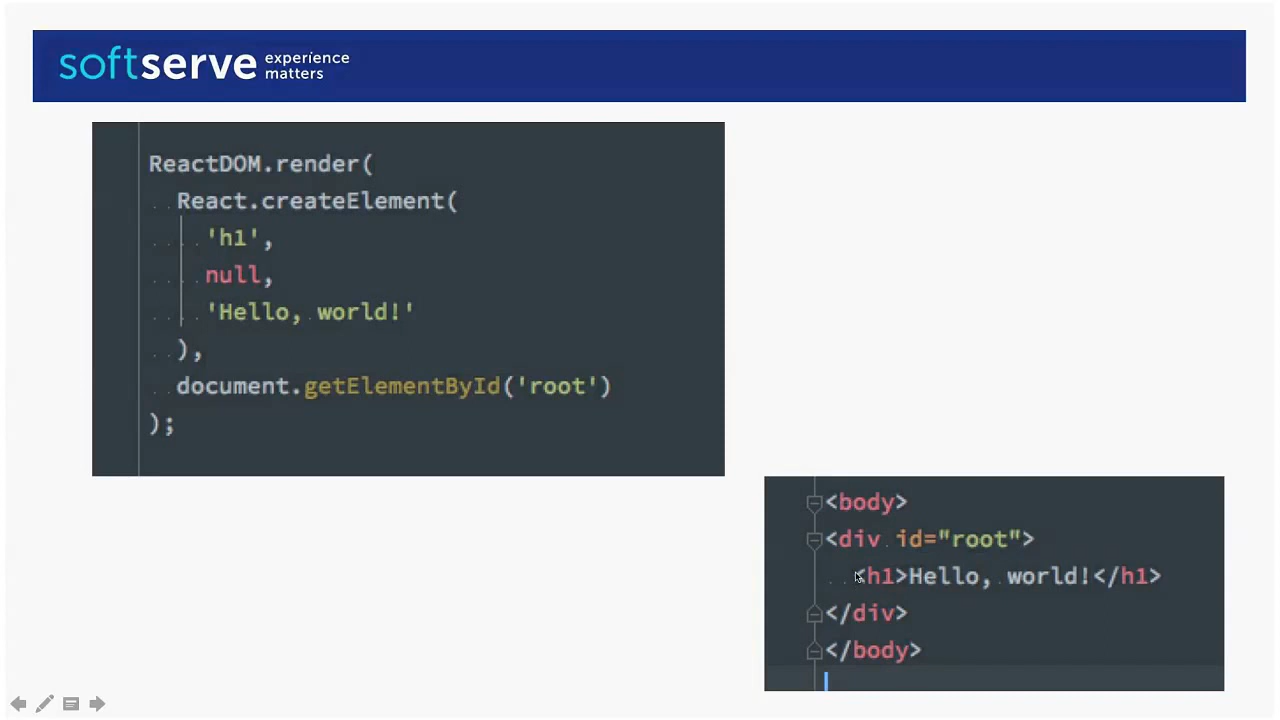 softserve experience
matters
ReactDOM.render(
React.createElement(
'h1',
null,
'Hello, world!'
),
document.getElementById('root')
);
<body>
<div id="root">
<h1>Hello, world!</h1>
</div>
</body>